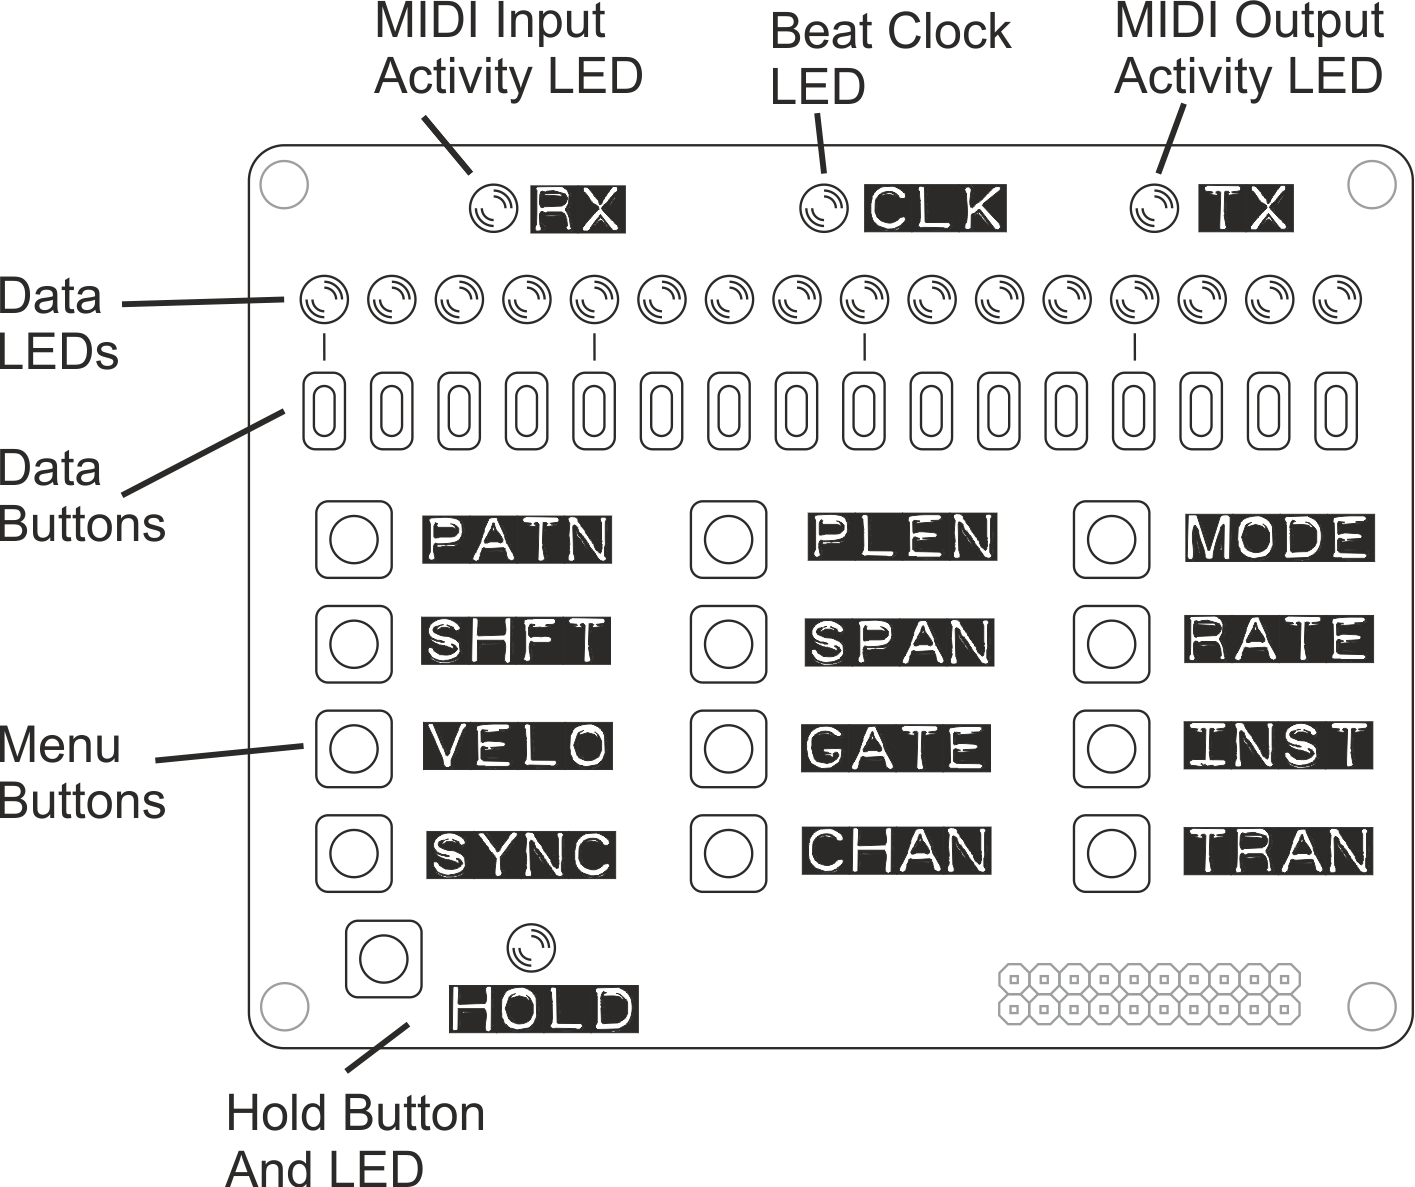 MIDI Input
Activity LED
Beat Clock
LED
MIDI Output
Activity LED
RX
CLK
TX
Data
LEDs
Data
Buttons
PATN
PLEN
MODE
SHFT
SPAN
RATE
Menu
Buttons
VELO
GATE
INST
SYNC
CHAN
TRAN
HOLD
Hold Button
And LED